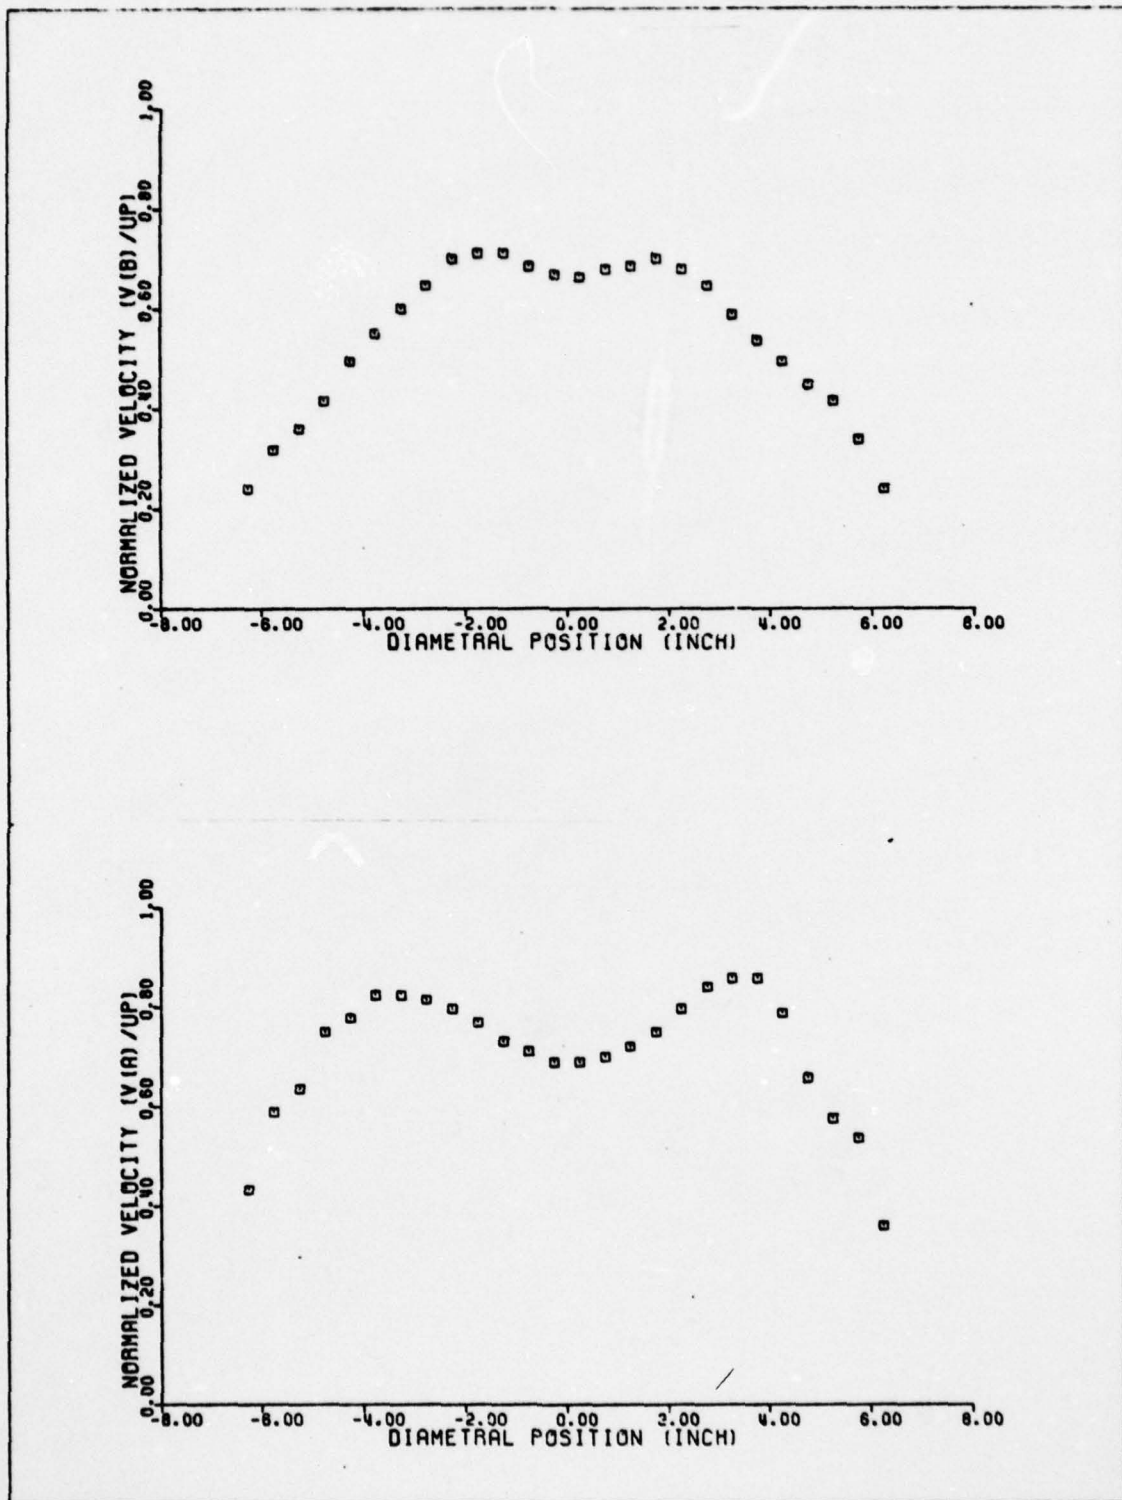 NORMALIZED VELOCITY (V(B)/UP)
1.00
0.80
0.60
0.40
0.20
0.00
-8.00 -6.00 -4.00 -2.00 0.00 2.00 4.00 6.00 8.00
DIAMETRAL POSITION (INCH)
NORMALIZED VELOCITY (V(A)/UP)
1.00
0.80
0.60
0.40
0.20
0.00
-8.00 -6.00 -4.00 -2.00 0.00 2.00 4.00 6.00 8.00
DIAMETRAL POSITION (INCH)